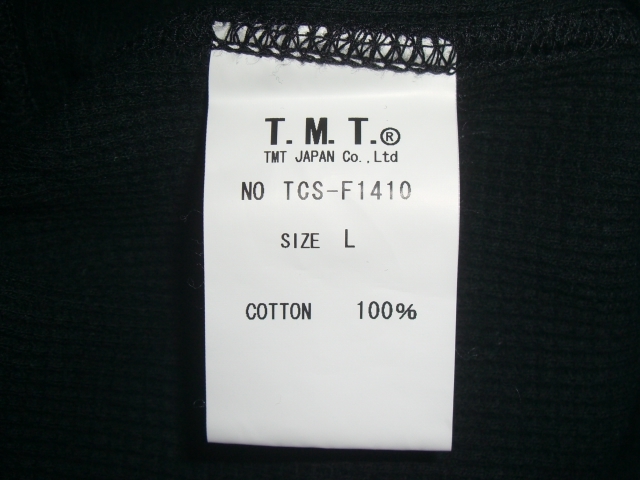 T.M.T.®
TMT JAPAN Co.,Ltd
NO TCS-F1410
SIZE L
COTTON 100%